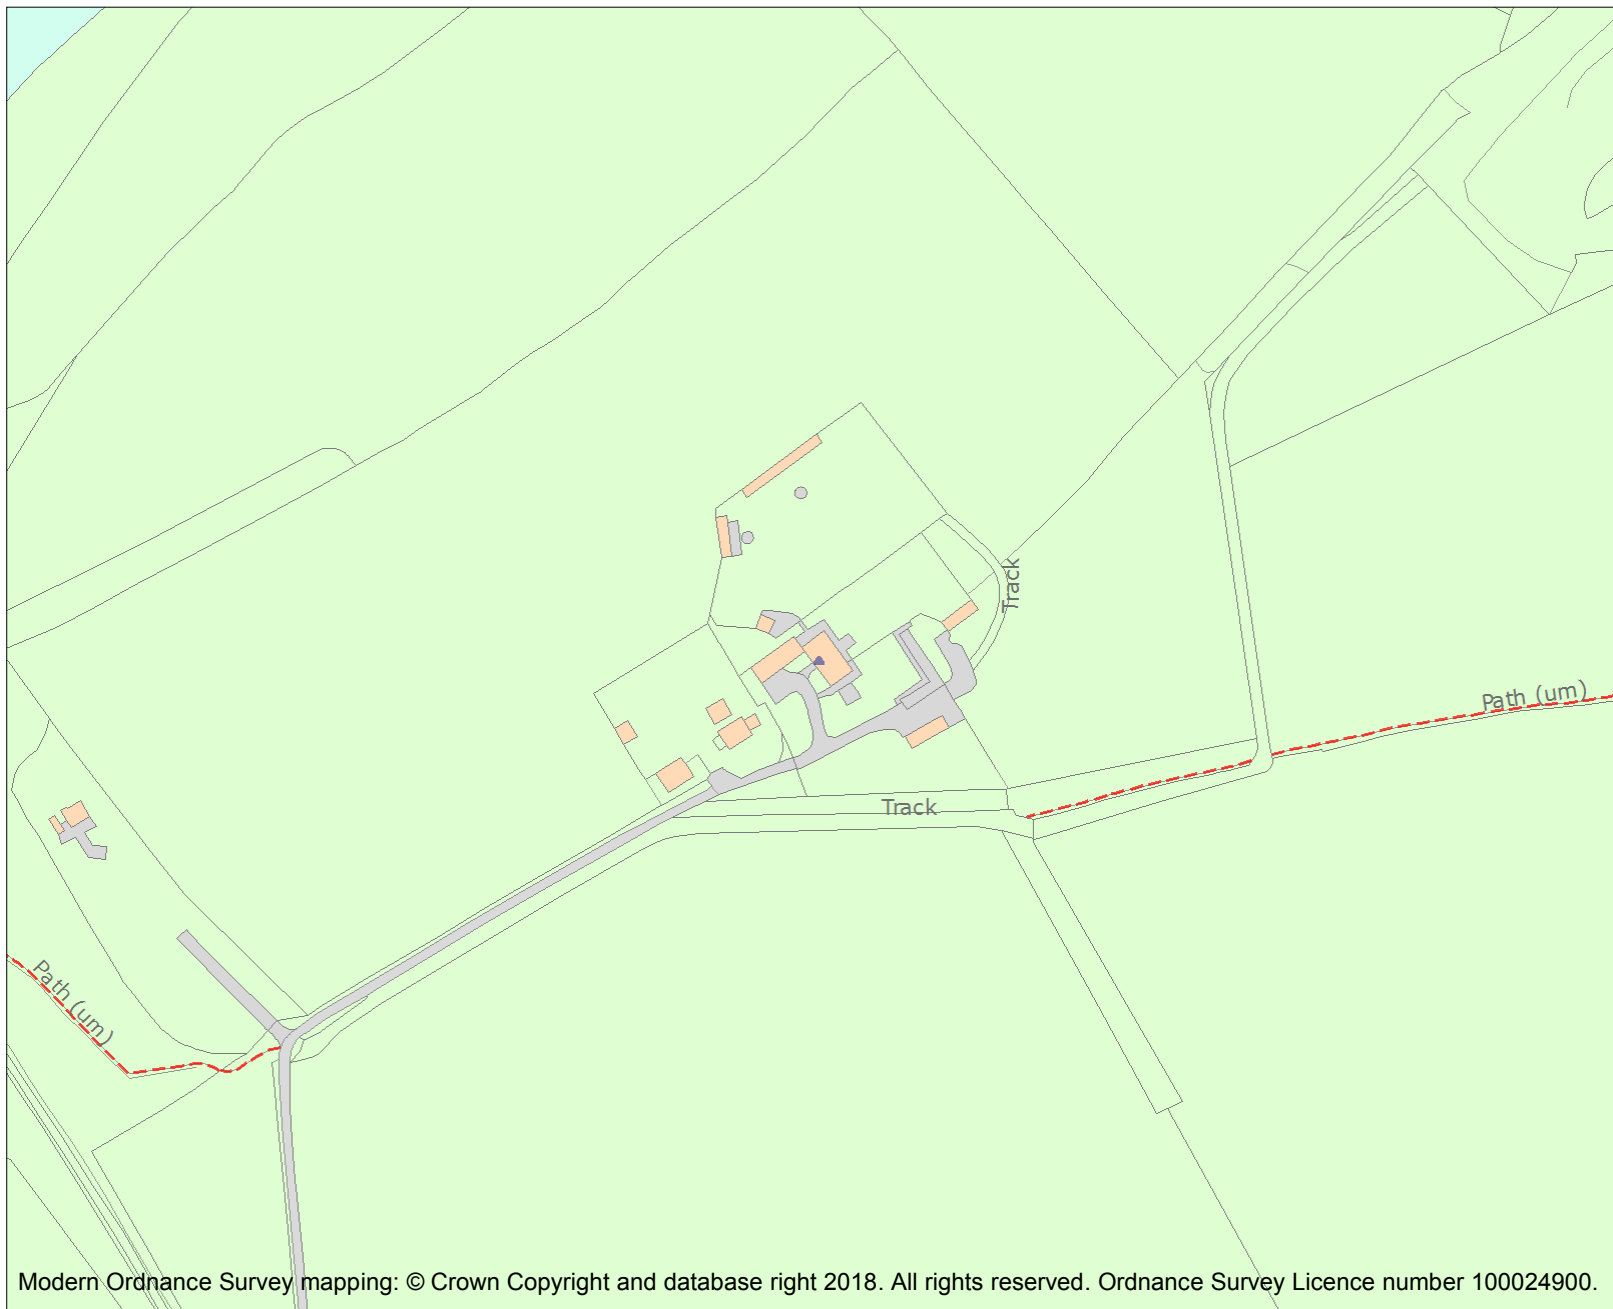 Track
Path (um)
Track
Path (um)
Modern Ordnance Survey mapping: © Crown Copyright and database right 2018. All rights reserved. Ordnance Survey Licence number 100024900.